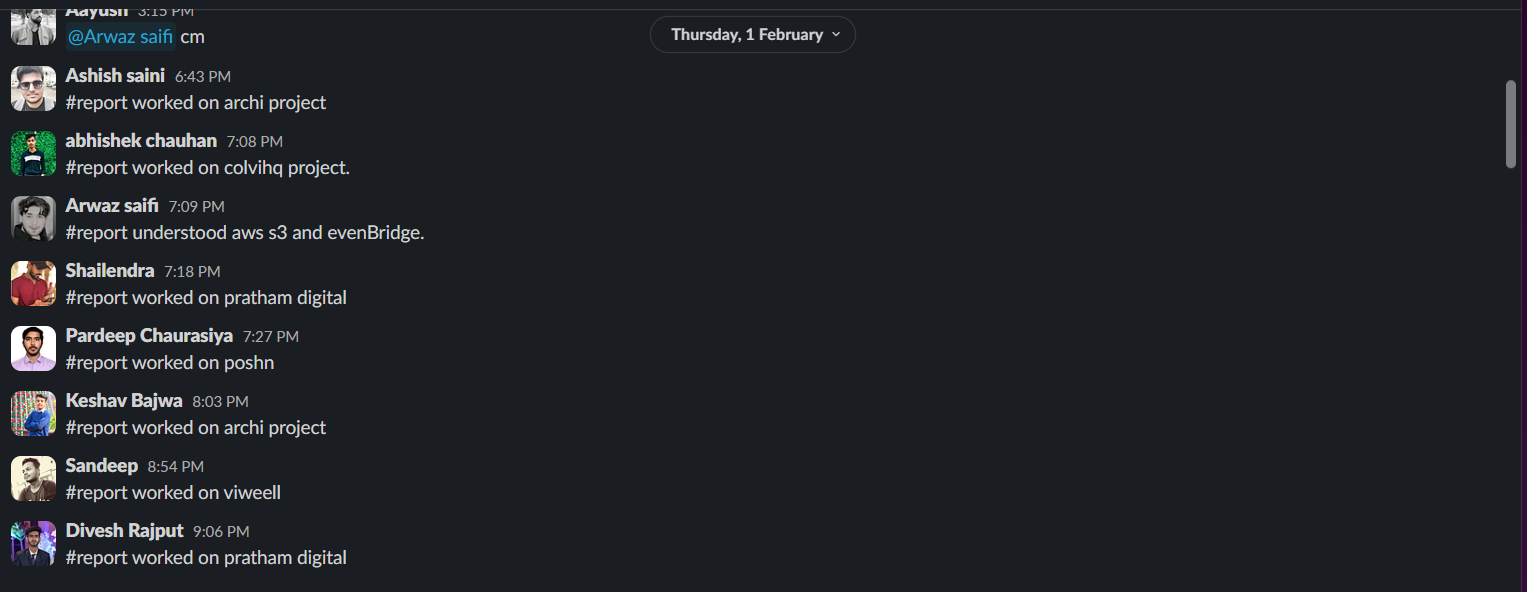 Aayush 3:15 PM
@Arwaz saifi cm
Thursday, 1 February
Ashish saini 6:43 PM
#report worked on archi project
abhishek chauhan 7:08 PM
#report worked on colvihq project.
Arwaz saifi 7:09 PM
#report understood aws s3 and evenBridge.
Shailendra 7:18 PM
#report worked on pratham digital
Pardeep Chaurasiya 7:27 PM
#report worked on poshn
Keshav Bajwa 8:03 PM
#report worked on archi project
Sandeep 8:54 PM
#report worked on viweell
Divesh Rajput 9:06 PM
#report worked on pratham digital